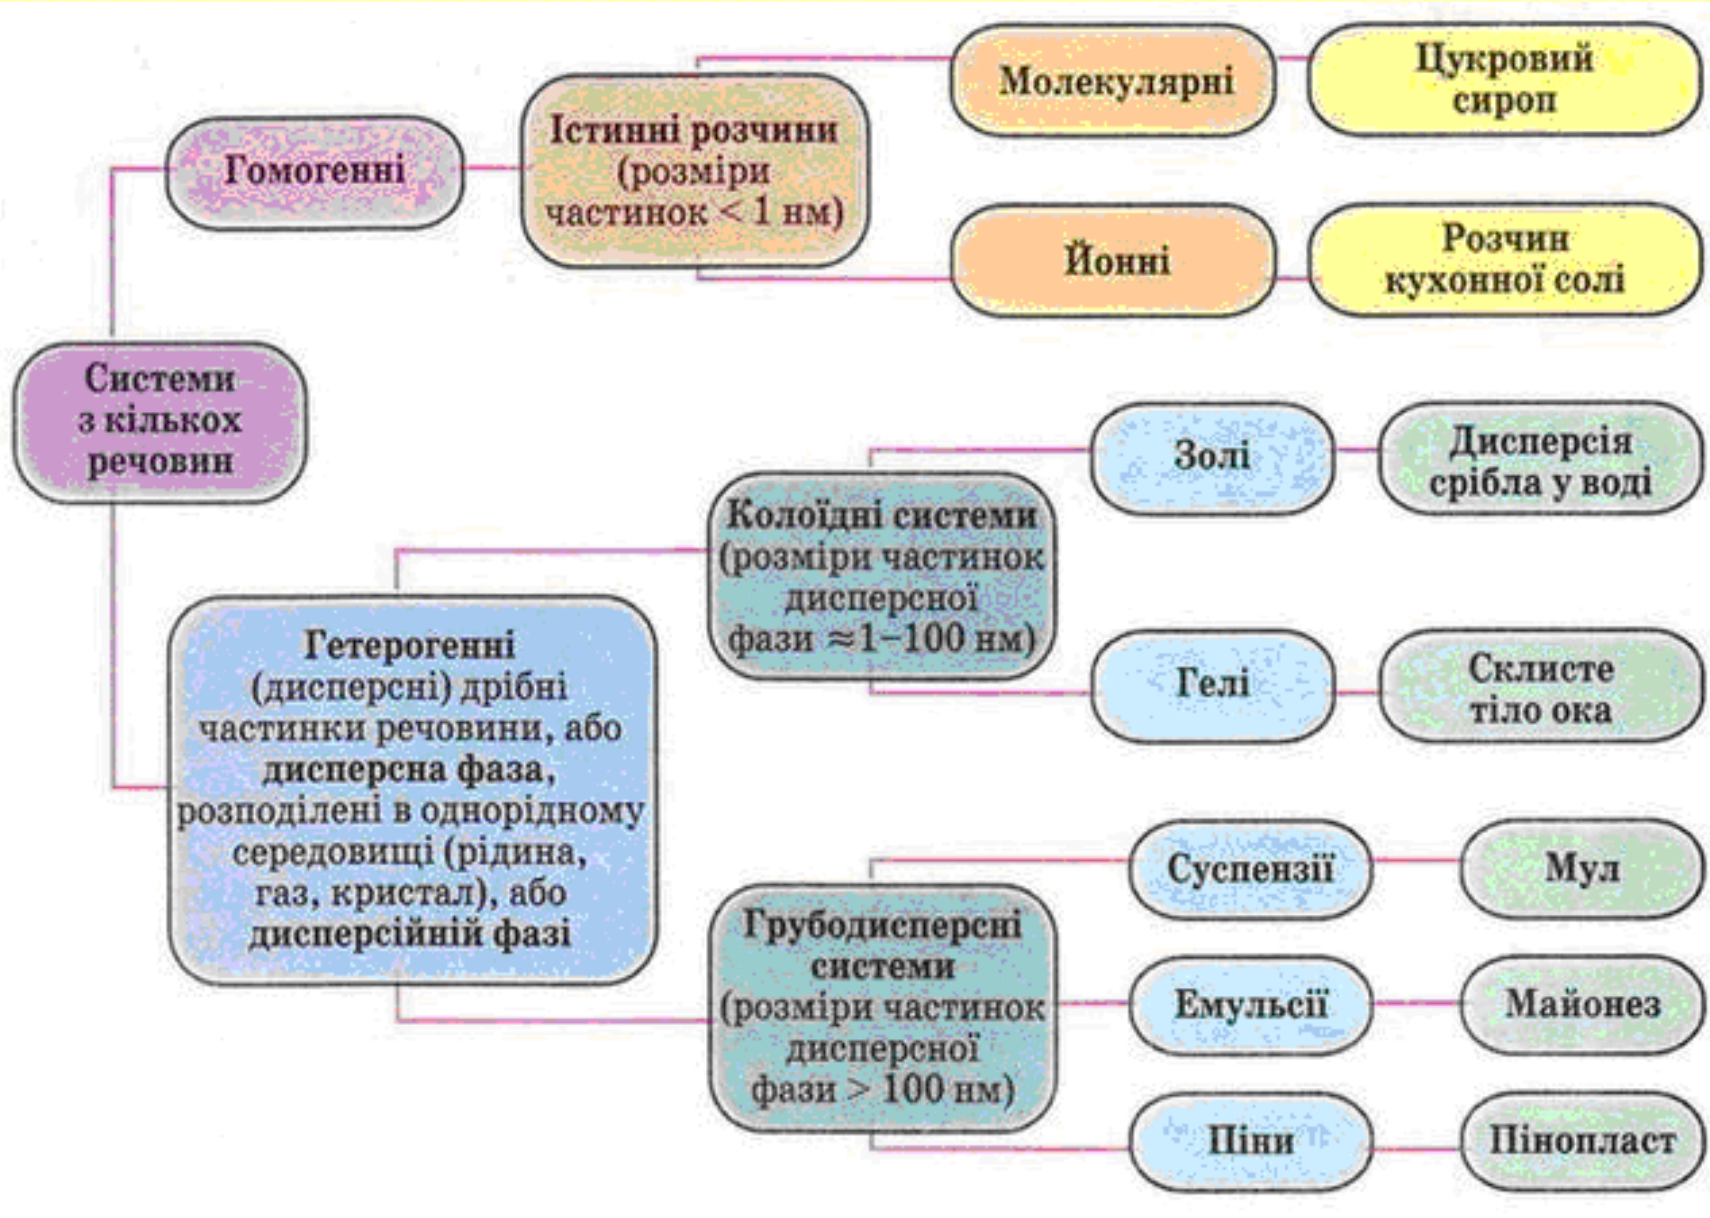 Молекулярні
Цукровий
сироп
Істинні розчини
(розміри
частинок < 1 нм)
Гомогенні
Йонні
Розчин
кухонної солі
Системи
з кількох
речовин
Золі
Дисперсія
срібла у воді
Колоїдні системи
(розміри частинок
дисперсної
фази ≈ 1–100 нм)
Гелі
Склисте
тіло ока
Гетерогенні
(дисперсні) дрібні
частинки речовини, або
дисперсна фаза,
розподілені в однорідному
середовищі (рідина,
газ, кристал), або
дисперсійній фазі
Суспензії
Мул
Грубодисперсні
системи
(розміри частинок
дисперсної
фази > 100 нм)
Емульсії
Майонез
Піни
Пінопласт